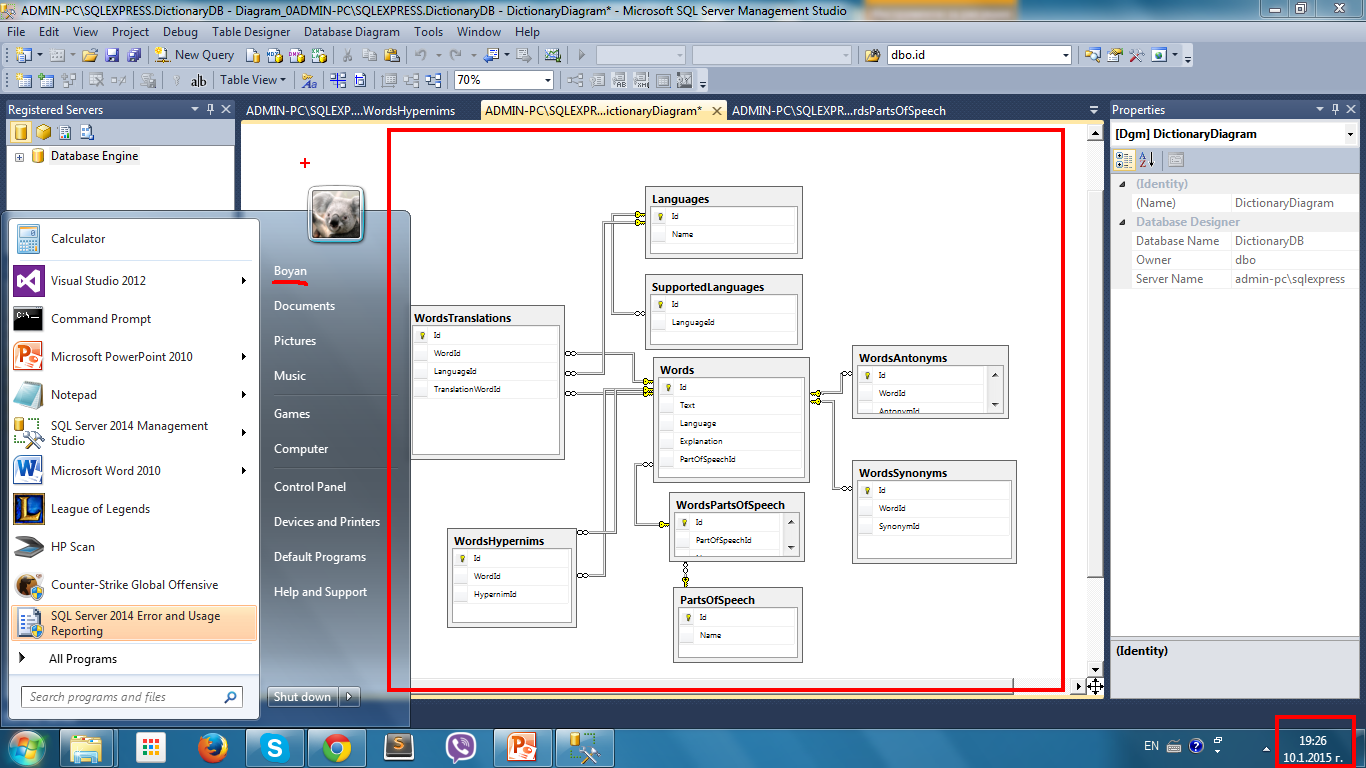 ADMIN-PC\SQLEXPRESS.DictionaryDB - Diagram_0ADMIN-PC\SQLEXPRESS.DictionaryDB - DictionaryDiagram* - Microsoft SQL Server Management Studio
File Edit View Project Debug Table Designer Database Diagram Tools Window Help
New Query dbo.id
ab Table View 70%
Registered Servers
ADMIN-PC\SQLEXP....WordsHypernims ADMIN-PC\SQLEXPR...ictionaryDiagram* ADMIN-PC\SQLEXPR...rdsPartsOfSpeech
Database Engine
Properties
[Dgm] DictionaryDiagram
(Identity)
(Name) DictionaryDiagram
Database Designer
Database Name DictionaryDB
Owner dbo
Server Name admin-pc\sqlexpress
(Identity)
Calculator
Visual Studio 2012
Command Prompt
Microsoft PowerPoint 2010
Notepad
SQL Server 2014 Management
Studio
Microsoft Word 2010
League of Legends
HP Scan
Counter-Strike Global Offensive
SQL Server 2014 Error and Usage
Reporting
All Programs
Search programs and files
Boyan
Documents
Pictures
Music
Games
Computer
Control Panel
Devices and Printers
Default Programs
Help and Support
Shut down
Languages
Id
Name
SupportedLanguages
Id
LanguageId
WordsTranslations
Id
WordId
LanguageId
TranslationWordId
Words
Id
Text
Language
Explanation
PartOfSpeechId
WordsAntonyms
Id
WordId
AntonymId
WordsSynonyms
Id
WordId
SynonymId
WordsPartsOfSpeech
Id
PartOfSpeechId
WordsHypernims
Id
WordId
HypernimId
PartsOfSpeech
Id
Name
EN
19:26
10.1.2015 г.